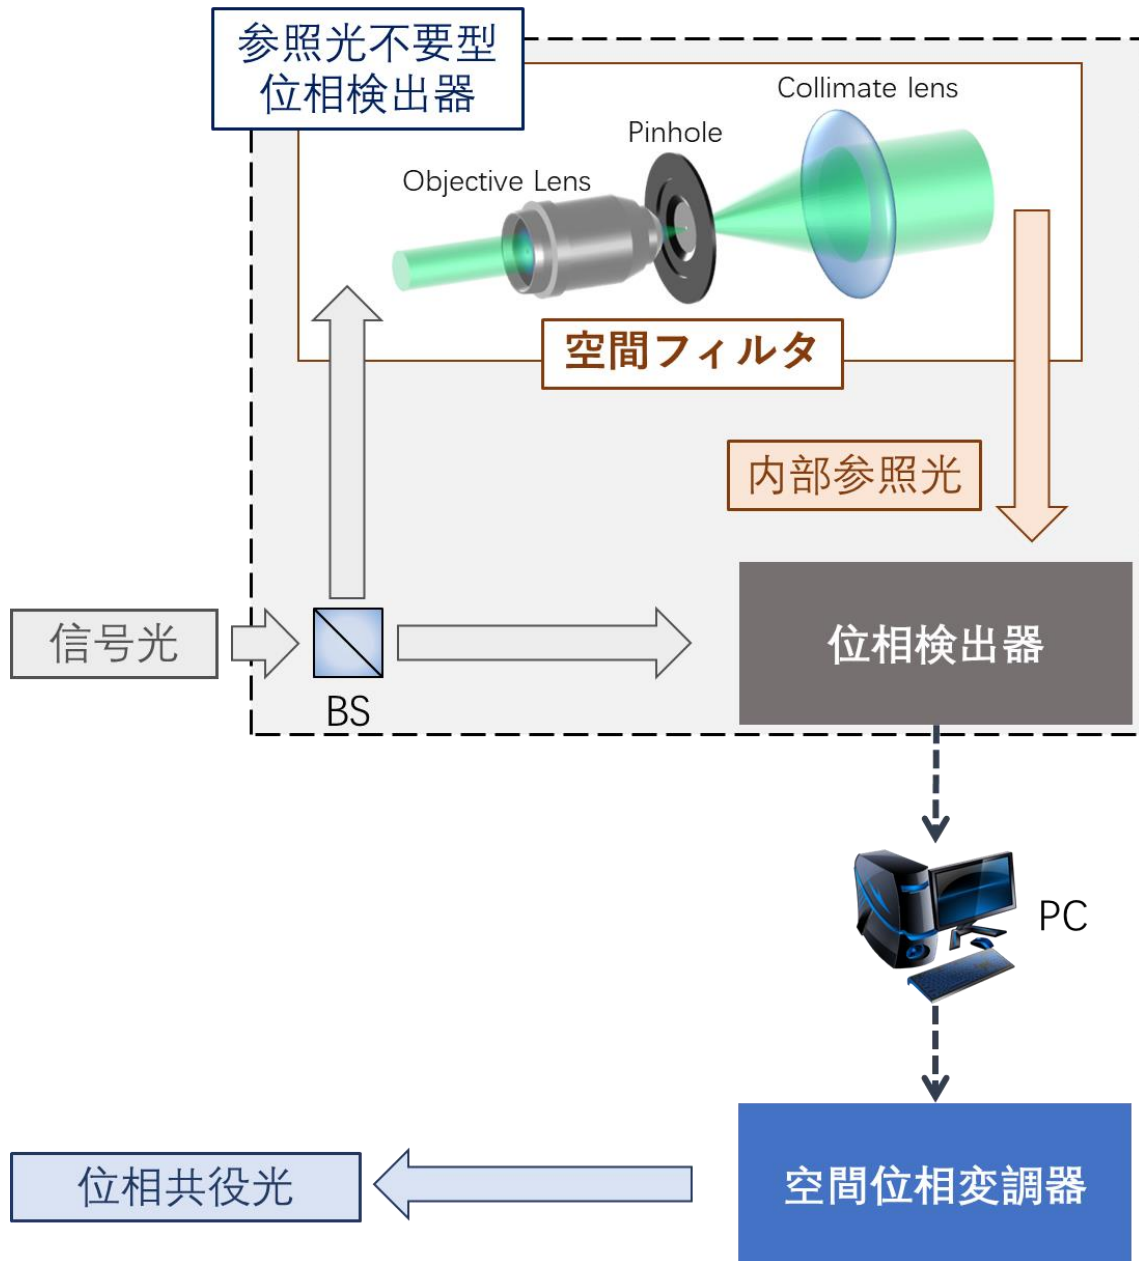 参照光不要型
位相検出器
Collimate lens
Pinhole
Objective Lens
空間フィルタ
内部参照光
信号光
BS
位相検出器
PC
位相共役光
空間位相変調器